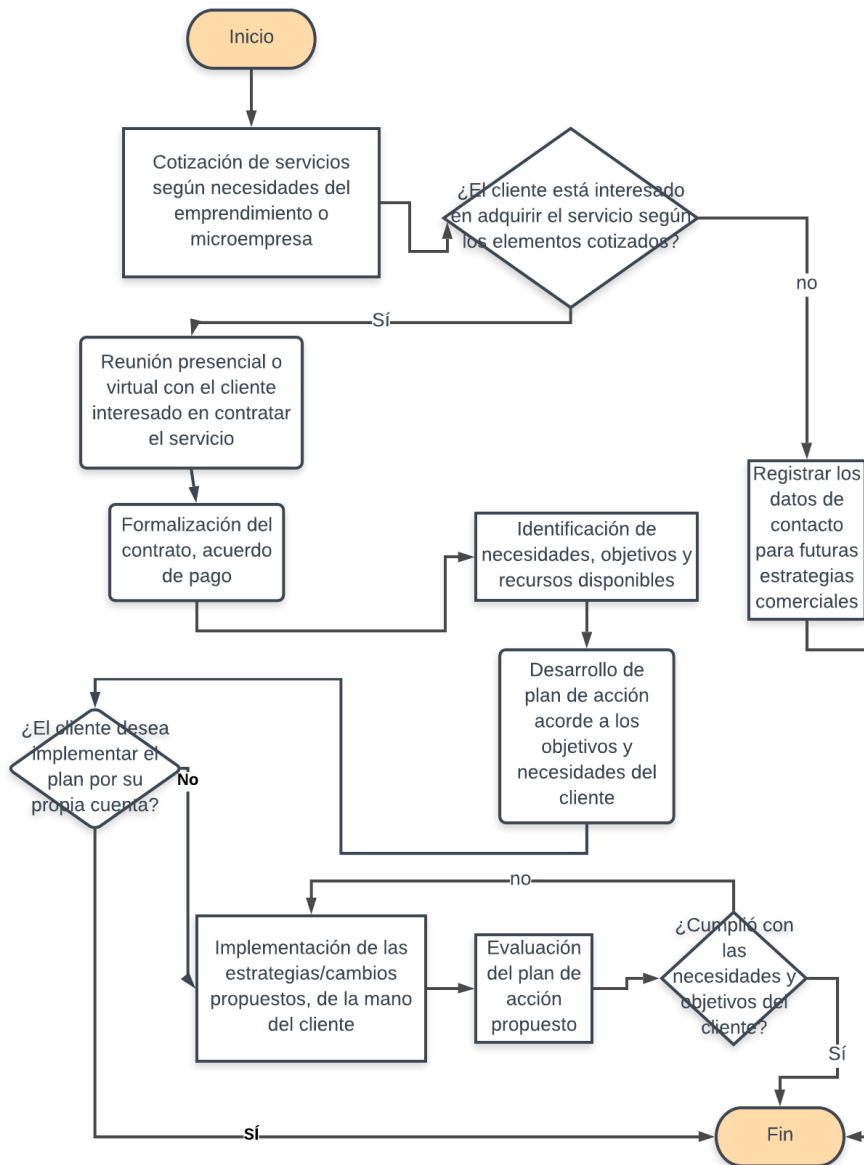 Inicio
Cotización de servicios
según necesidades del
emprendimiento o
microempresa
¿El cliente está interesado
en adquirir el servicio según
los elementos cotizados?
no
Sí
Reunión presencial o
virtual con el cliente
interesado en contratar
el servicio
Registrar los
datos de
contacto
para futuras
estrategias
comerciales
Formalización del
contrato, acuerdo
de pago
Identificación de
necesidades, objetivos y
recursos disponibles
Desarrollo de
plan de acción
acorde a los
objetivos y
necesidades del
cliente
¿El cliente desea
implementar el
plan por su
propia cuenta?
No
no
Implementación de las
estrategias/cambios
propuestos, de la mano
del cliente
Evaluación
del plan de
acción
propuesto
¿Cumplió con
las
necesidades y
objetivos del
cliente?
Sí
SÍ
Fin